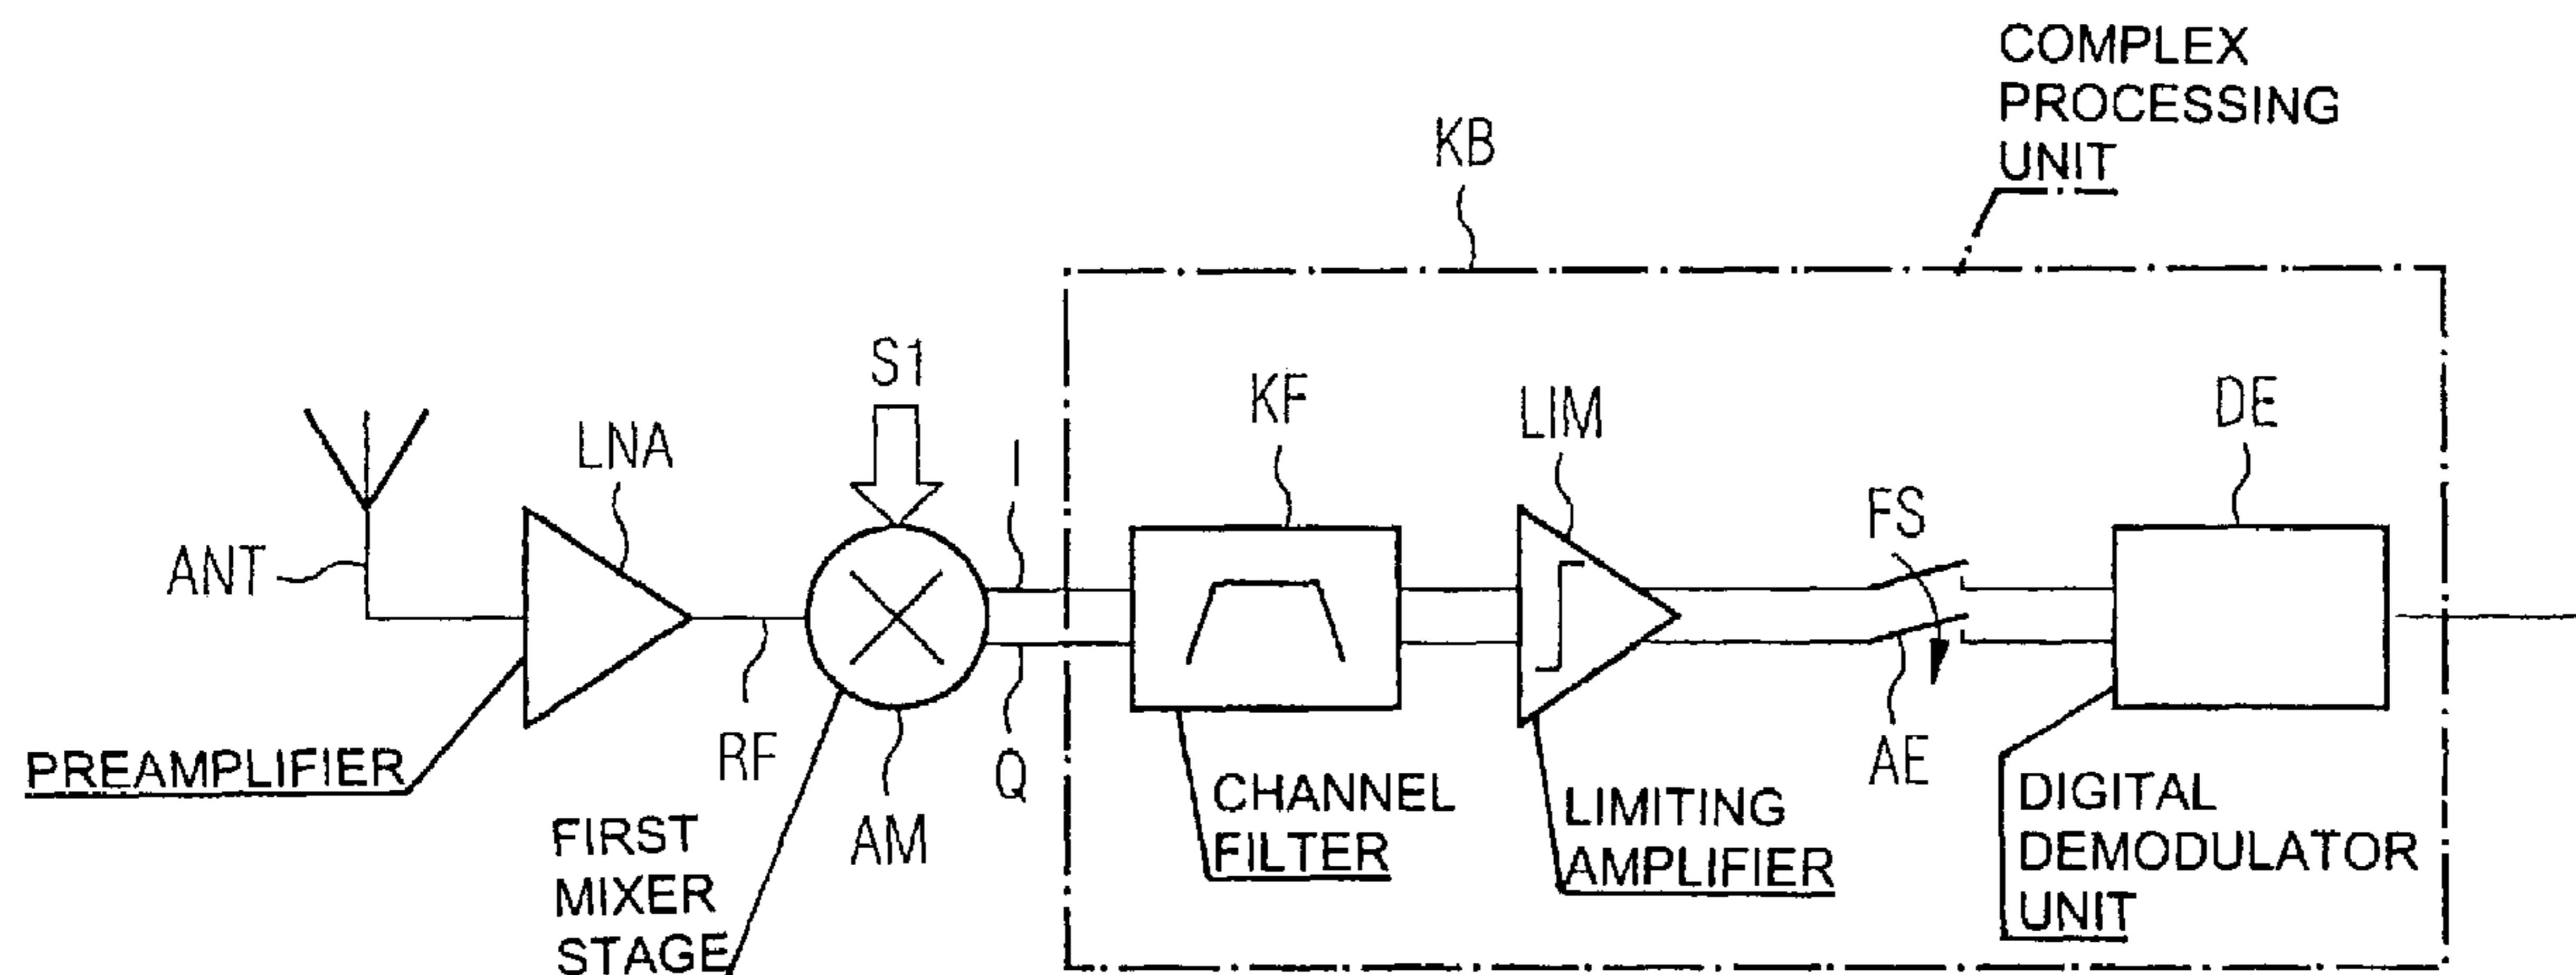 COMPLEX
PROCESSING
UNIT
KB
S1
KF
LIM
DE
LNA
I
FS
ANT
RF
Q
AM
AE
PREAMPLIFIER
FIRST
MIXER
STAGE
CHANNEL
FILTER
LIMITING
AMPLIFIER
DIGITAL
DEMODULATOR
UNIT